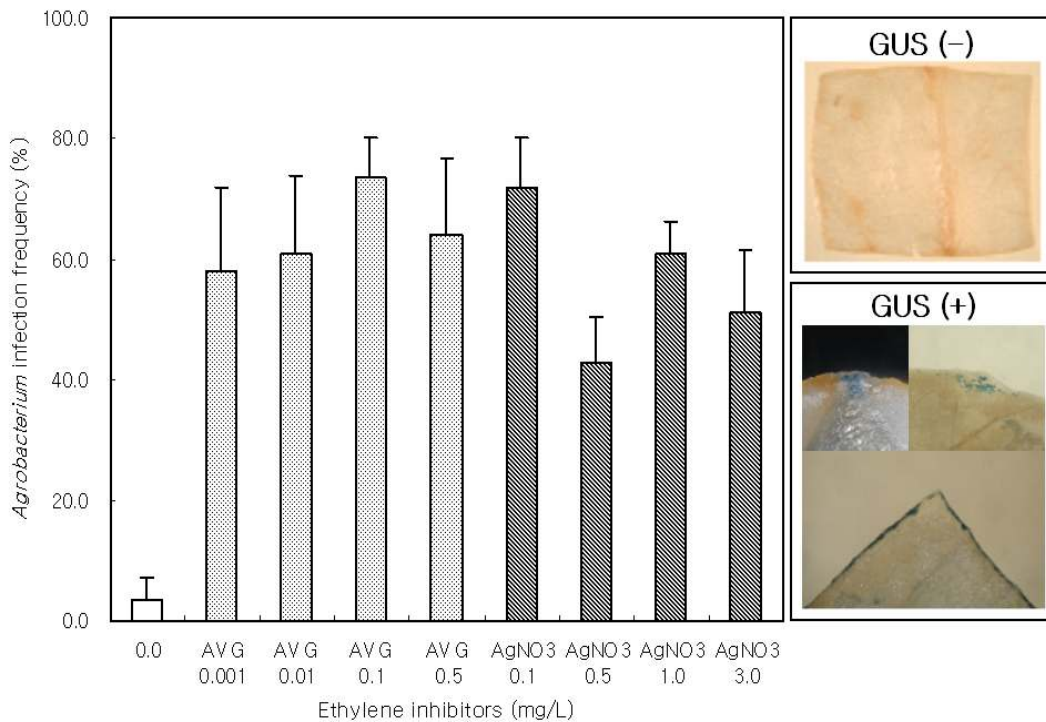 100.0
80.0
60.0
40.0
20.0
0.0
Agrobacterium infection frequency (%)
0.0 AVG AVG AVG AVG AgNO3 AgNO3 AgNO3 AgNO3
0.001 0.01 0.1 0.5 0.1 0.5 1.0 3.0
Ethylene inhibitors (mg/L)
GUS (-)
GUS (+)